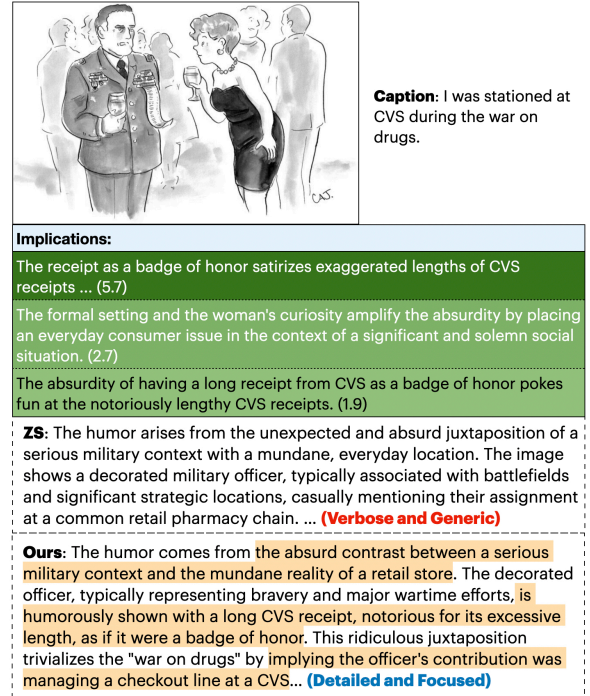 CAJ.
Caption: I was stationed at
CVS during the war on
drugs.
Implications:
The receipt as a badge of honor satirizes exaggerated lengths of CVS
receipts ... (5.7)
The formal setting and the woman's curiosity amplify the absurdity by placing
an everyday consumer issue in the context of a significant and solemn social
situation. (2.7)
The absurdity of having a long receipt from CVS as a badge of honor pokes
fun at the notoriously lengthy CVS receipts. (1.9)
ZS: The humor arises from the unexpected and absurd juxtaposition of a
serious military context with a mundane, everyday location. The image
shows a decorated military officer, typically associated with battlefields
and significant strategic locations, casually mentioning their assignment
at a common retail pharmacy chain. ... (Verbose and Generic)
Ours: The humor comes from the absurd contrast between a serious
military context and the mundane reality of a retail store. The decorated
officer, typically representing bravery and major wartime efforts, is
humorously shown with a long CVS receipt, notorious for its excessive
length, as if it were a badge of honor. This ridiculous juxtaposition
trivializes the "war on drugs" by implying the officer's contribution was
managing a checkout line at a CVS... (Detailed and Focused)